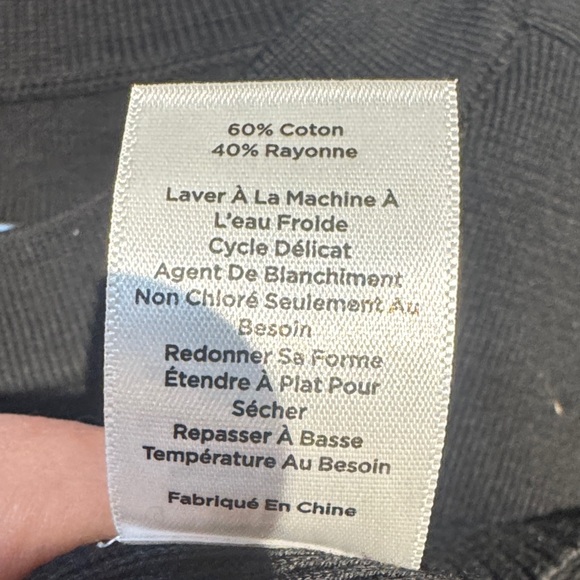 60% Coton
40% Rayonne
Laver À La Machine À
L'eau Froide
Cycle Délicat
Agent De Blanchiment
Non Chloré Seulement Au
Besoin
Redonner Sa Forme
Étendre À Plat Pour
Sécher
Repasser À Basse
Température Au Besoin
Fabriqué En Chine